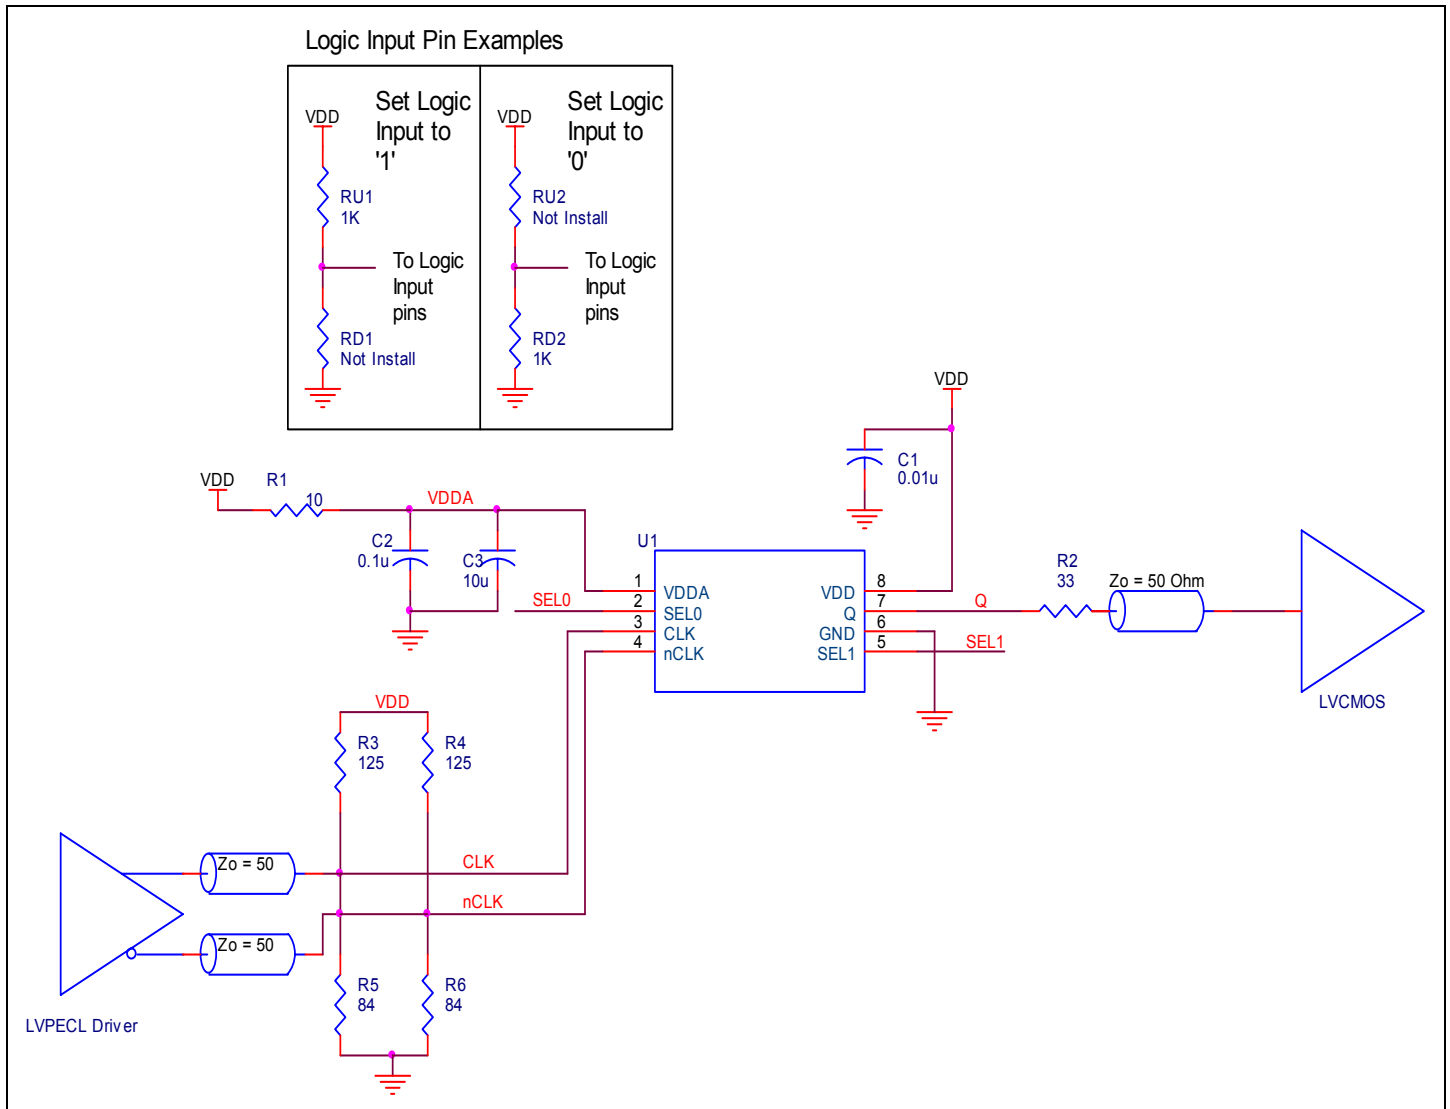 Logic Input Pin Examples
Set Logic
Input to
'1'
VDD
RU1
1K
To Logic
Input
pins
RD1
Not Install
Set Logic
Input to
'0'
VDD
RU2
Not Install
To Logic
Input
pins
RD2
1K
VDD
C1
0.01u
VDD
R1
10
VDDA
C2
0.1u
C3
10u
U1
1
VDDA
SEL0
2
SEL0
3
CLK
4
nCLK
VDD
8
Q
7
GND
6
SEL1
5
Q
SEL1
R2
33
Zo = 50 Ohm
LVCMOS
VDD
R3
125
R4
125
Zo = 50
CLK
nCLK
Zo = 50
R5
84
R6
84
LVPECL Driver